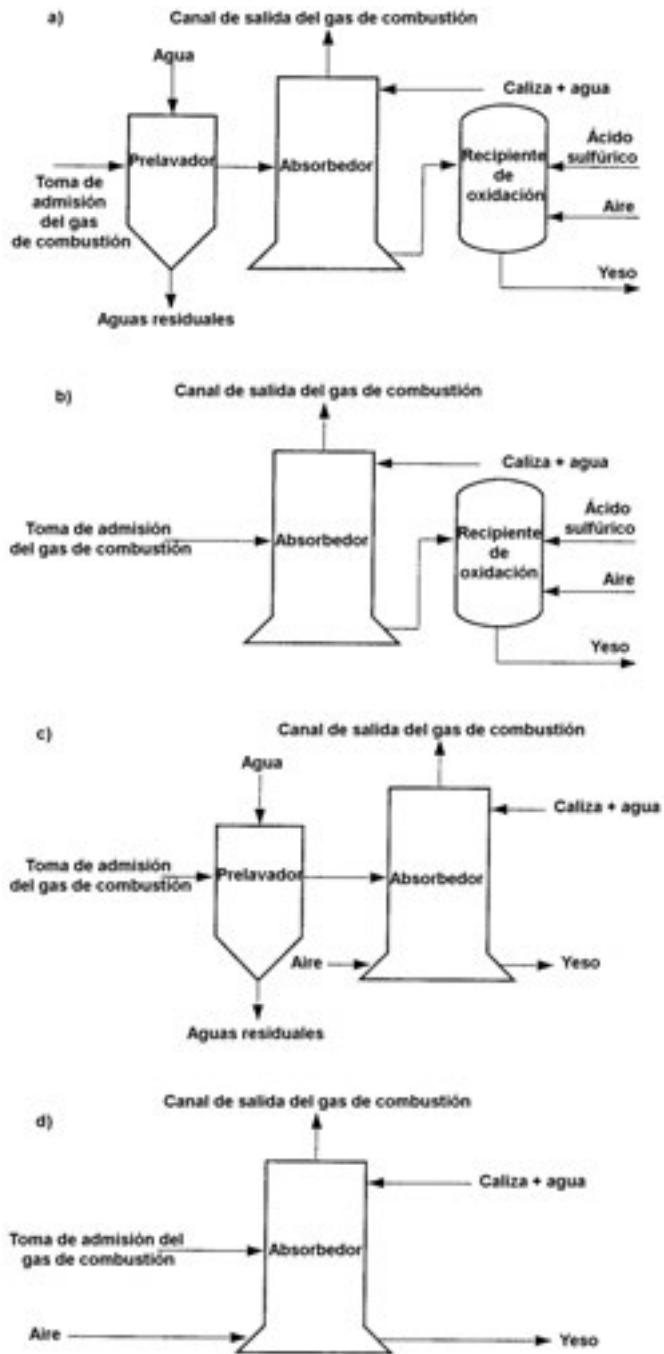 a)
Canal de salida del gas de combustión
Agua
Caliza + agua
Prelavador
Absorbedor
Recipiente
de
oxidación
Ácido
sulfúrico
Toma de
admisión
del gas
de combustión
Aire
Yeso
Aguas residuales
b)
Canal de salida del gas de combustión
Caliza + agua
Toma de admisión
del gas de combustión
Absorbedor
Recipiente
de
oxidación
Ácido
sulfúrico
Aire
Yeso
c)
Canal de salida del gas de combustión
Agua
Caliza + agua
Toma de admisión
del gas de combustión
Prelavador
Absorbedor
Aire
Yeso
Aguas residuales
d)
Canal de salida del gas de combustión
Caliza + agua
Toma de admisión del
gas de combustión
Absorbedor
Aire
Yeso